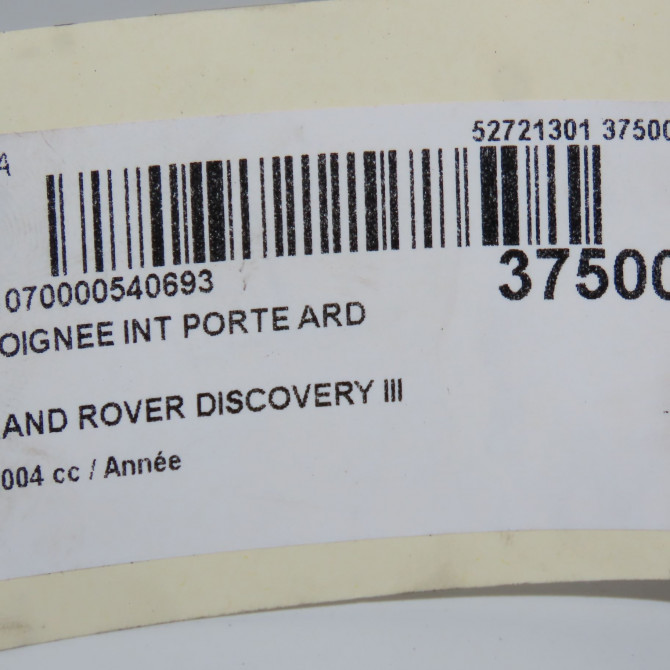 52721301 37500
A
070000540693
37500
OIGNEE INT PORTE ARD
AND ROVER DISCOVERY III
004 cc / Année